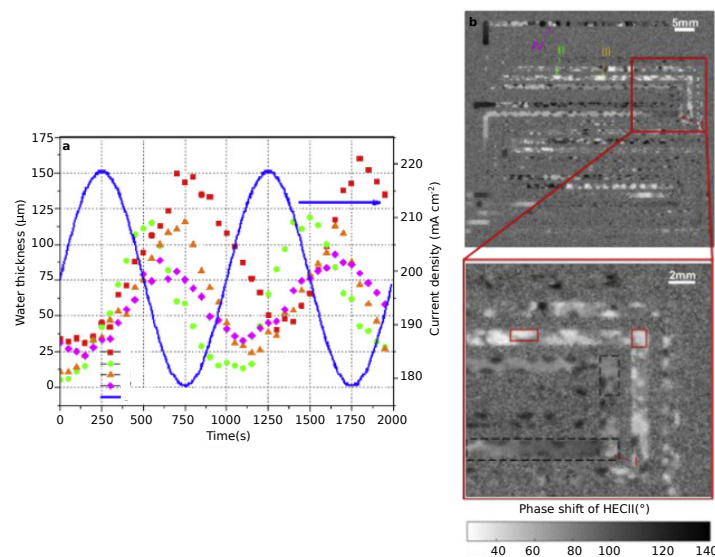 a
Water thickness (µm)
175
150
125
100
75
50
25
0
220
210
200
190
180
Current density (mA cm⁻²)
0
250
500
750
1000
1250
1500
1750
2000
Time(s)
b
5mm
IV
II
III
2mm
Phase shift of HECII(°)
40
60
80
100
120
140